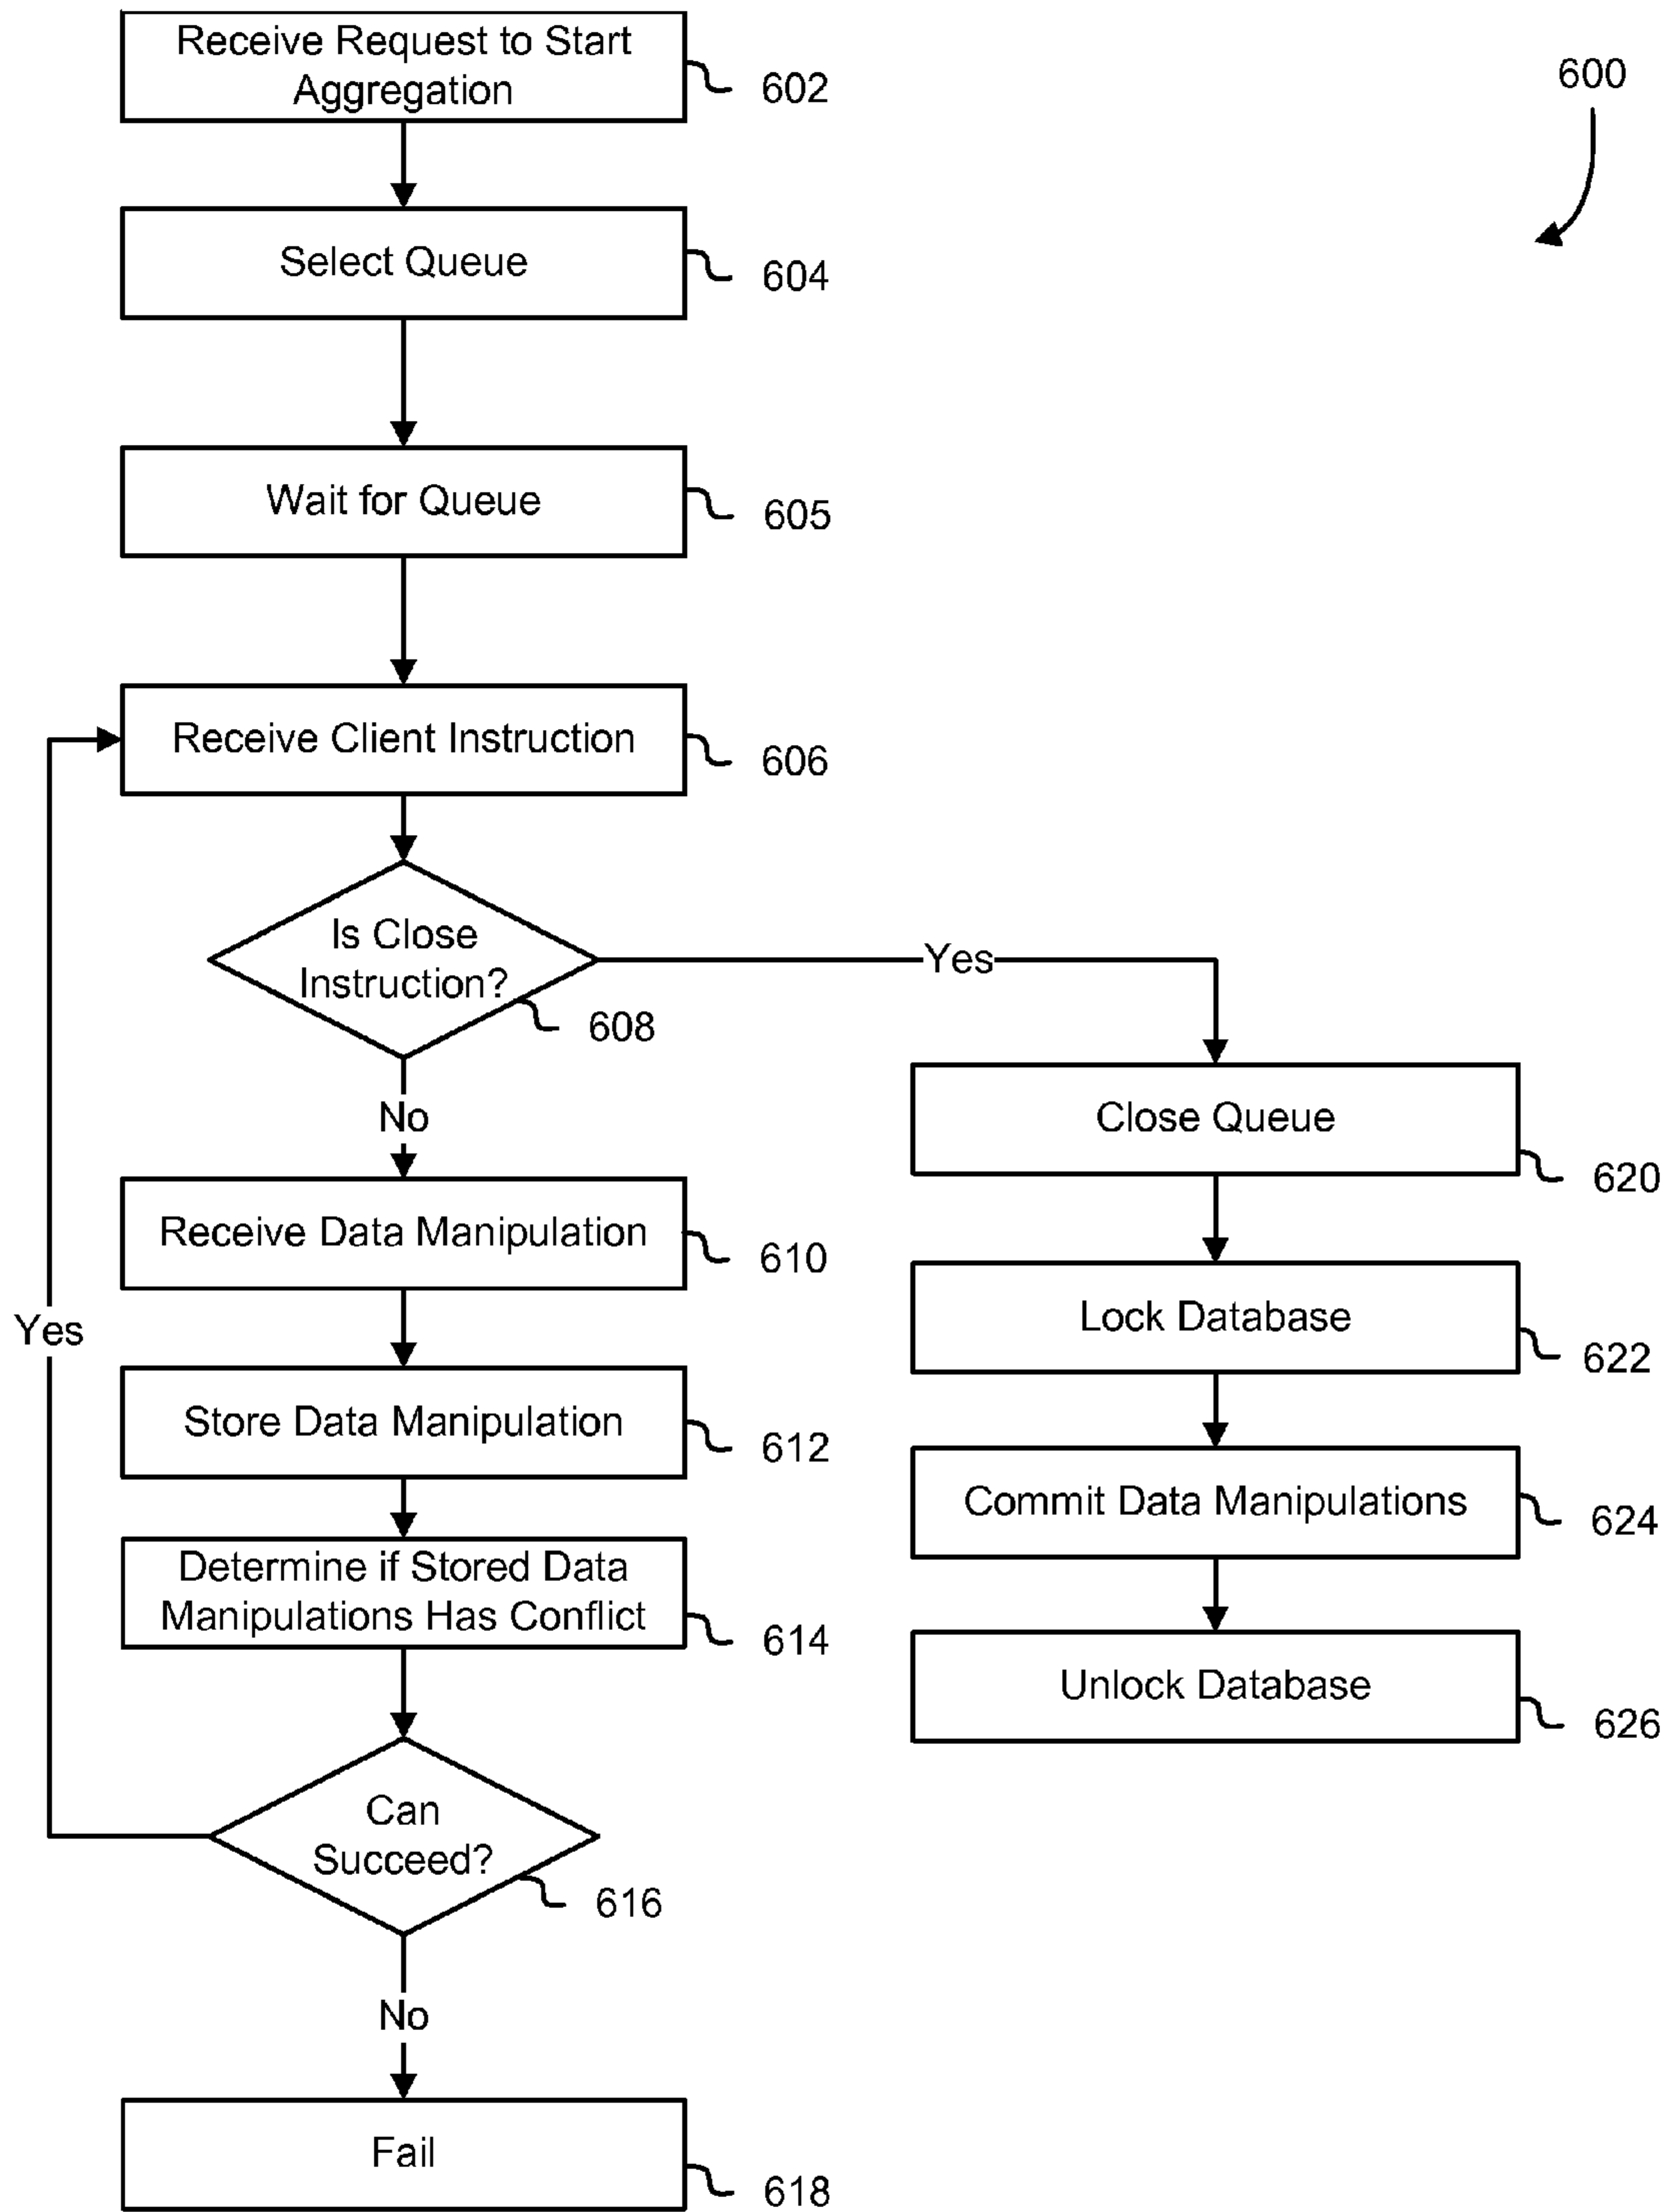 Receive Request to Start
Aggregation
602
600
Select Queue
604
Wait for Queue
605
Receive Client Instruction
606
Is Close
Instruction?
608
Yes
No
Receive Data Manipulation
610
Yes
Store Data Manipulation
612
Determine if Stored Data
Manipulations Has Conflict
614
Can
Succeed?
616
No
Fail
618
Close Queue
620
Lock Database
622
Commit Data Manipulations
624
Unlock Database
626